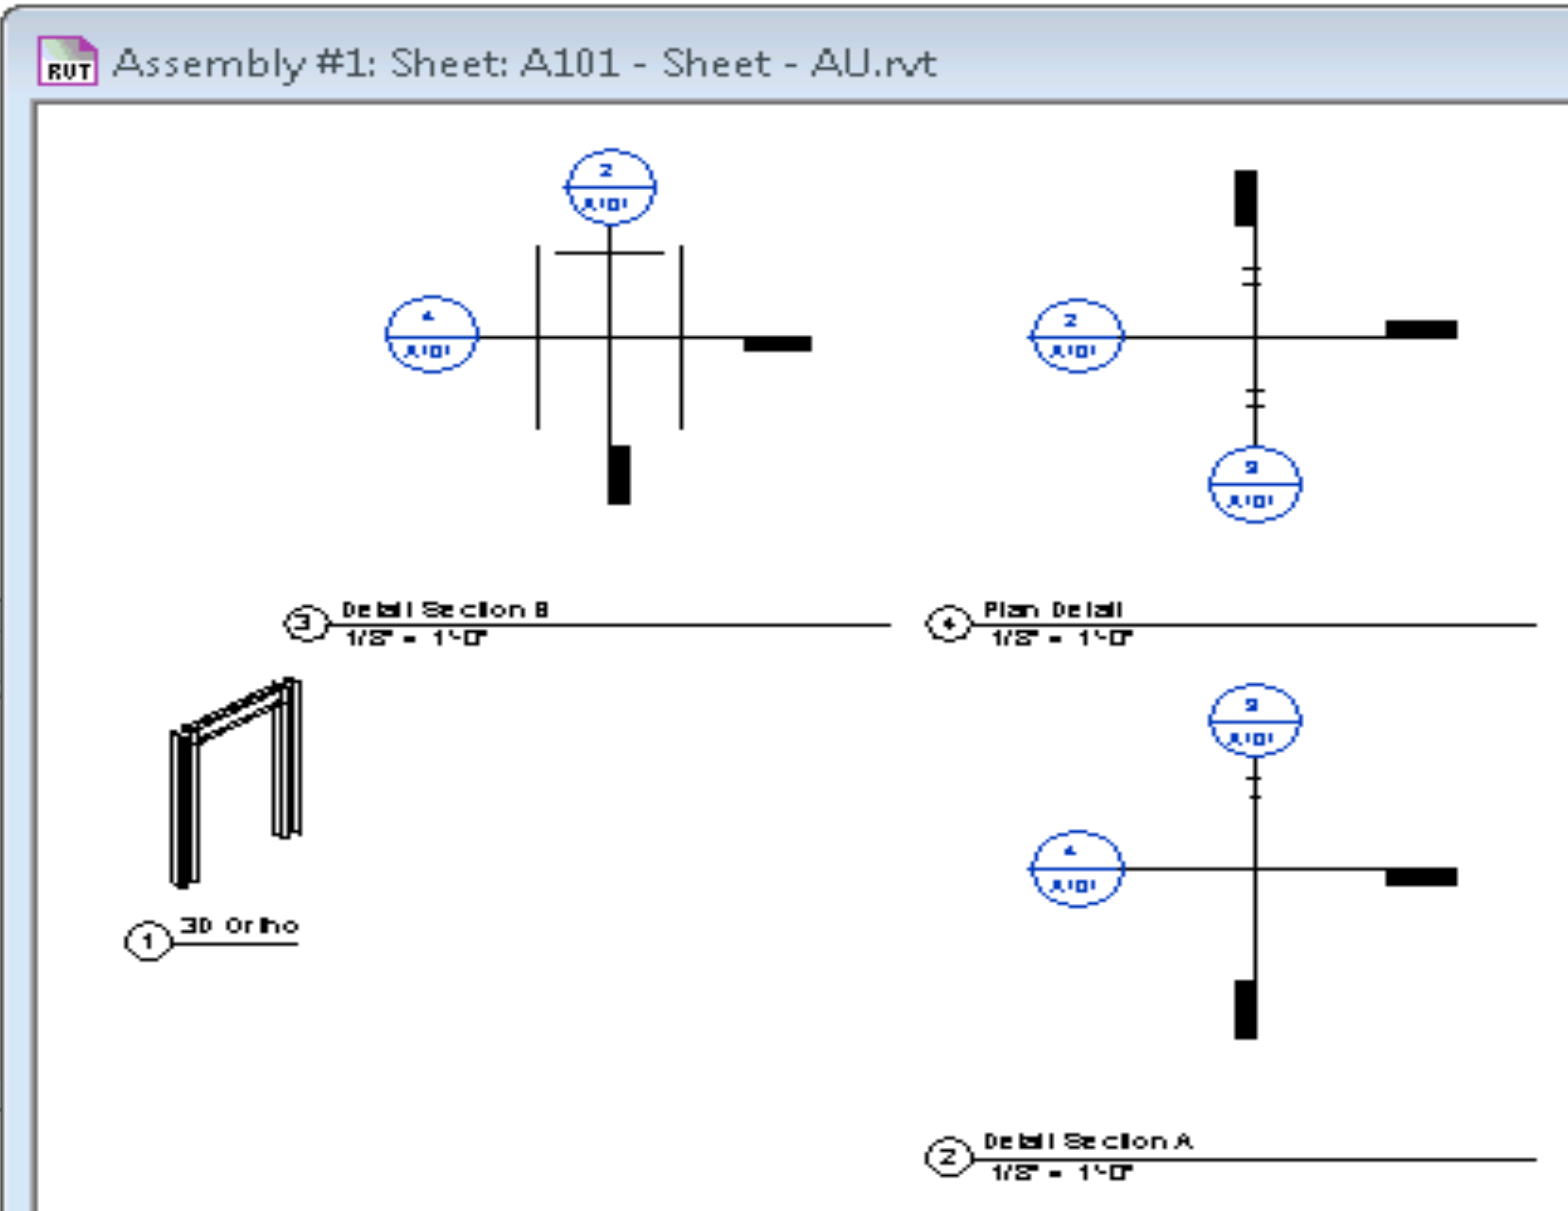 RVT Assembly #1: Sheet: A101 - Sheet - AU.rvt
2
A101
4
A101
2
A101
3
A101
3 Detail Section B
1/8" = 1'-0"
4 Plan Detail
1/8" = 1'-0"
3
A101
4
A101
1 3D Ortho
2 Detail Section A
1/8" = 1'-0"